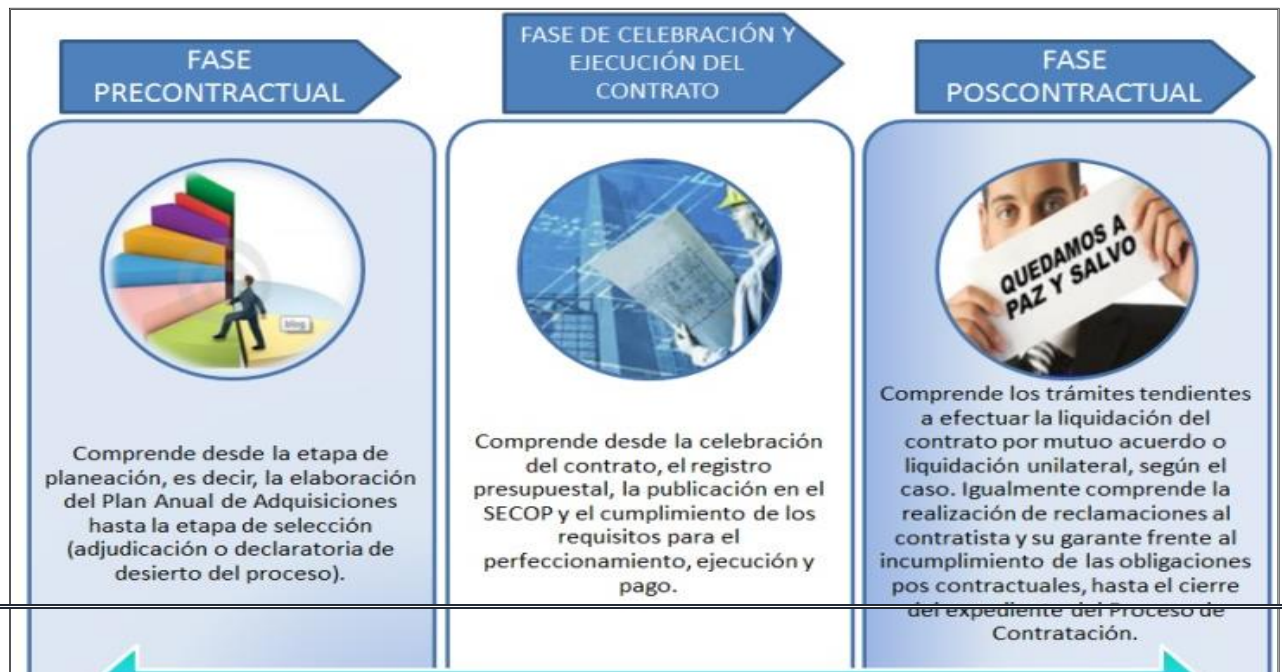 FASE
PRECONTRACTUAL
FASE DE CELEBRACIÓN Y
EJECUCIÓN DEL
CONTRATO
FASE
POSCONTRACTUAL
blog
Comprende desde la etapa de
planeación, es decir, la elaboración
del Plan Anual de Adquisiciones
hasta la etapa de selección
(adjudicación o declaratoria de
desierto del proceso).
Comprende desde la celebración
del contrato, el registro
presupuestal, la publicación en el
SECOP y el cumplimiento de los
requisitos para el
perfeccionamiento, ejecución y
pago.
QUEDAMOS A
PAZ Y SALVO
Comprende los trámites tendientes
a efectuar la liquidación del
contrato por mutuo acuerdo o
liquidación unilateral, según el
caso. Igualmente comprende la
realización de reclamaciones al
contratista y su garante frente al
incumplimiento de las obligaciones
pos contractuales, hasta el cierre
del expediente del Proceso de
Contratación.